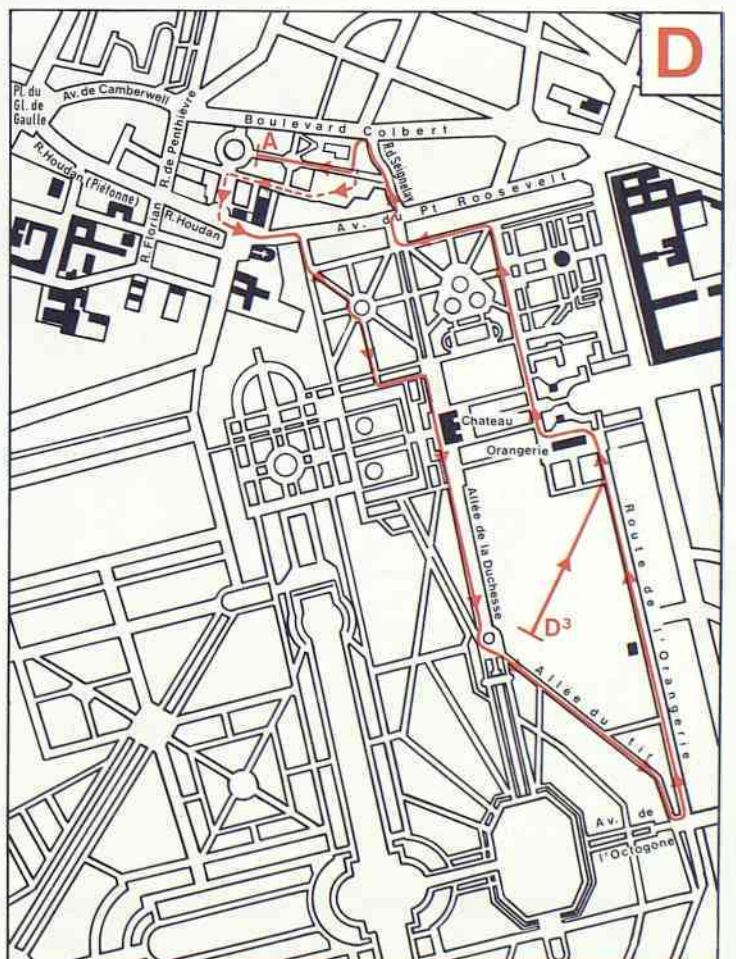 D
Pl. du
Gl. de
Gaulle
Av. de Camberwell
R. de Penthièvre
Boulevard Colbert
A
R.d.Seignelay
R.Houdan (Piétonne)
R. Florian
R. Houdan
Av. du Pt Roosevelt
Chateau
Orangerie
Allée de la Duchesse
Route de l'Orangerie
D3
Allée du tir
Av. de
l'Octogone